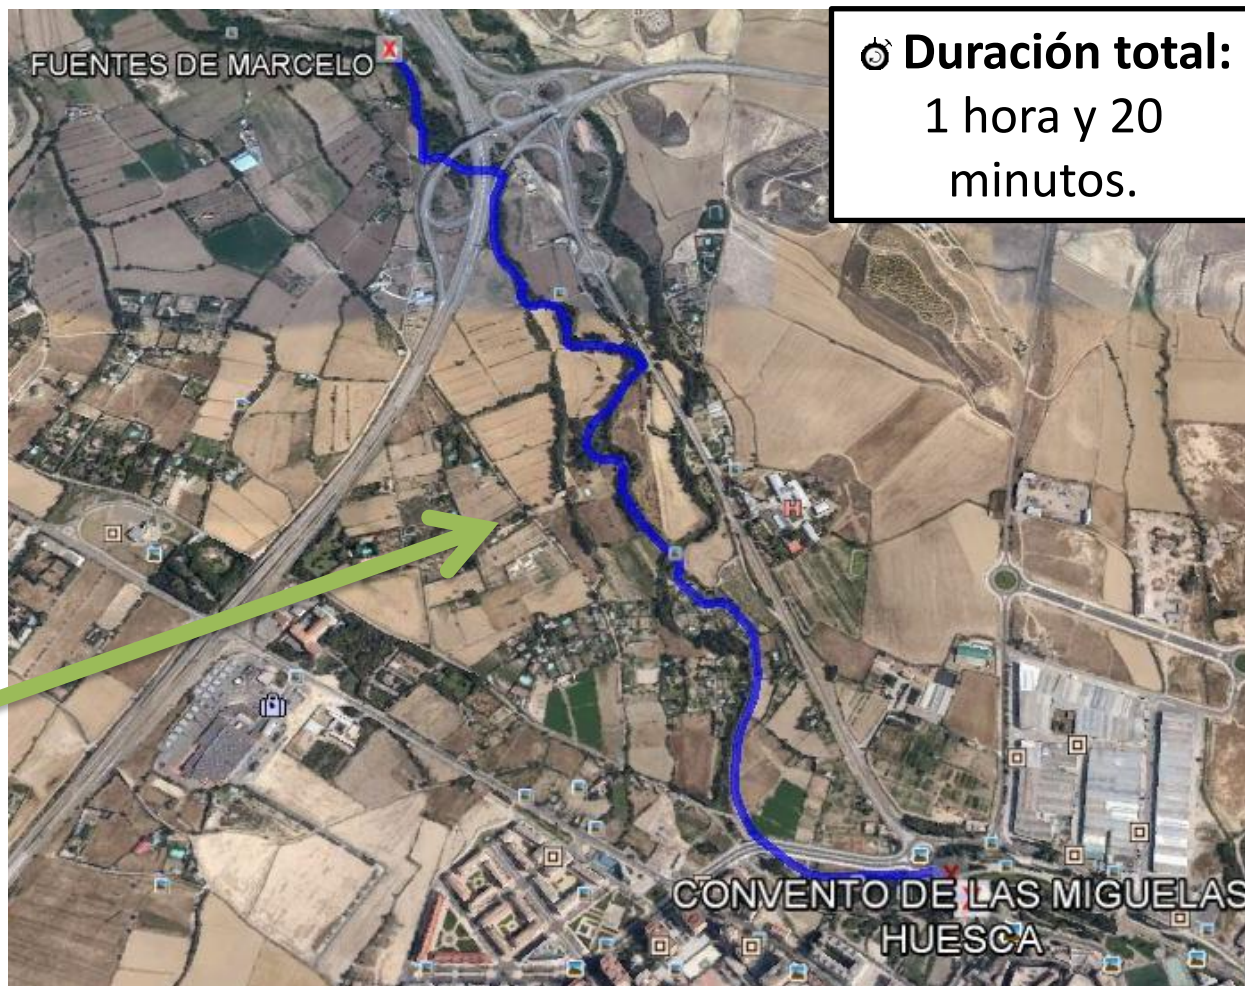 FUENTES DE MARCELO
X
Duración total:
1 hora y 20
minutos.
H
X
CONVENTO DE LAS MIGUELAS
HUESCA